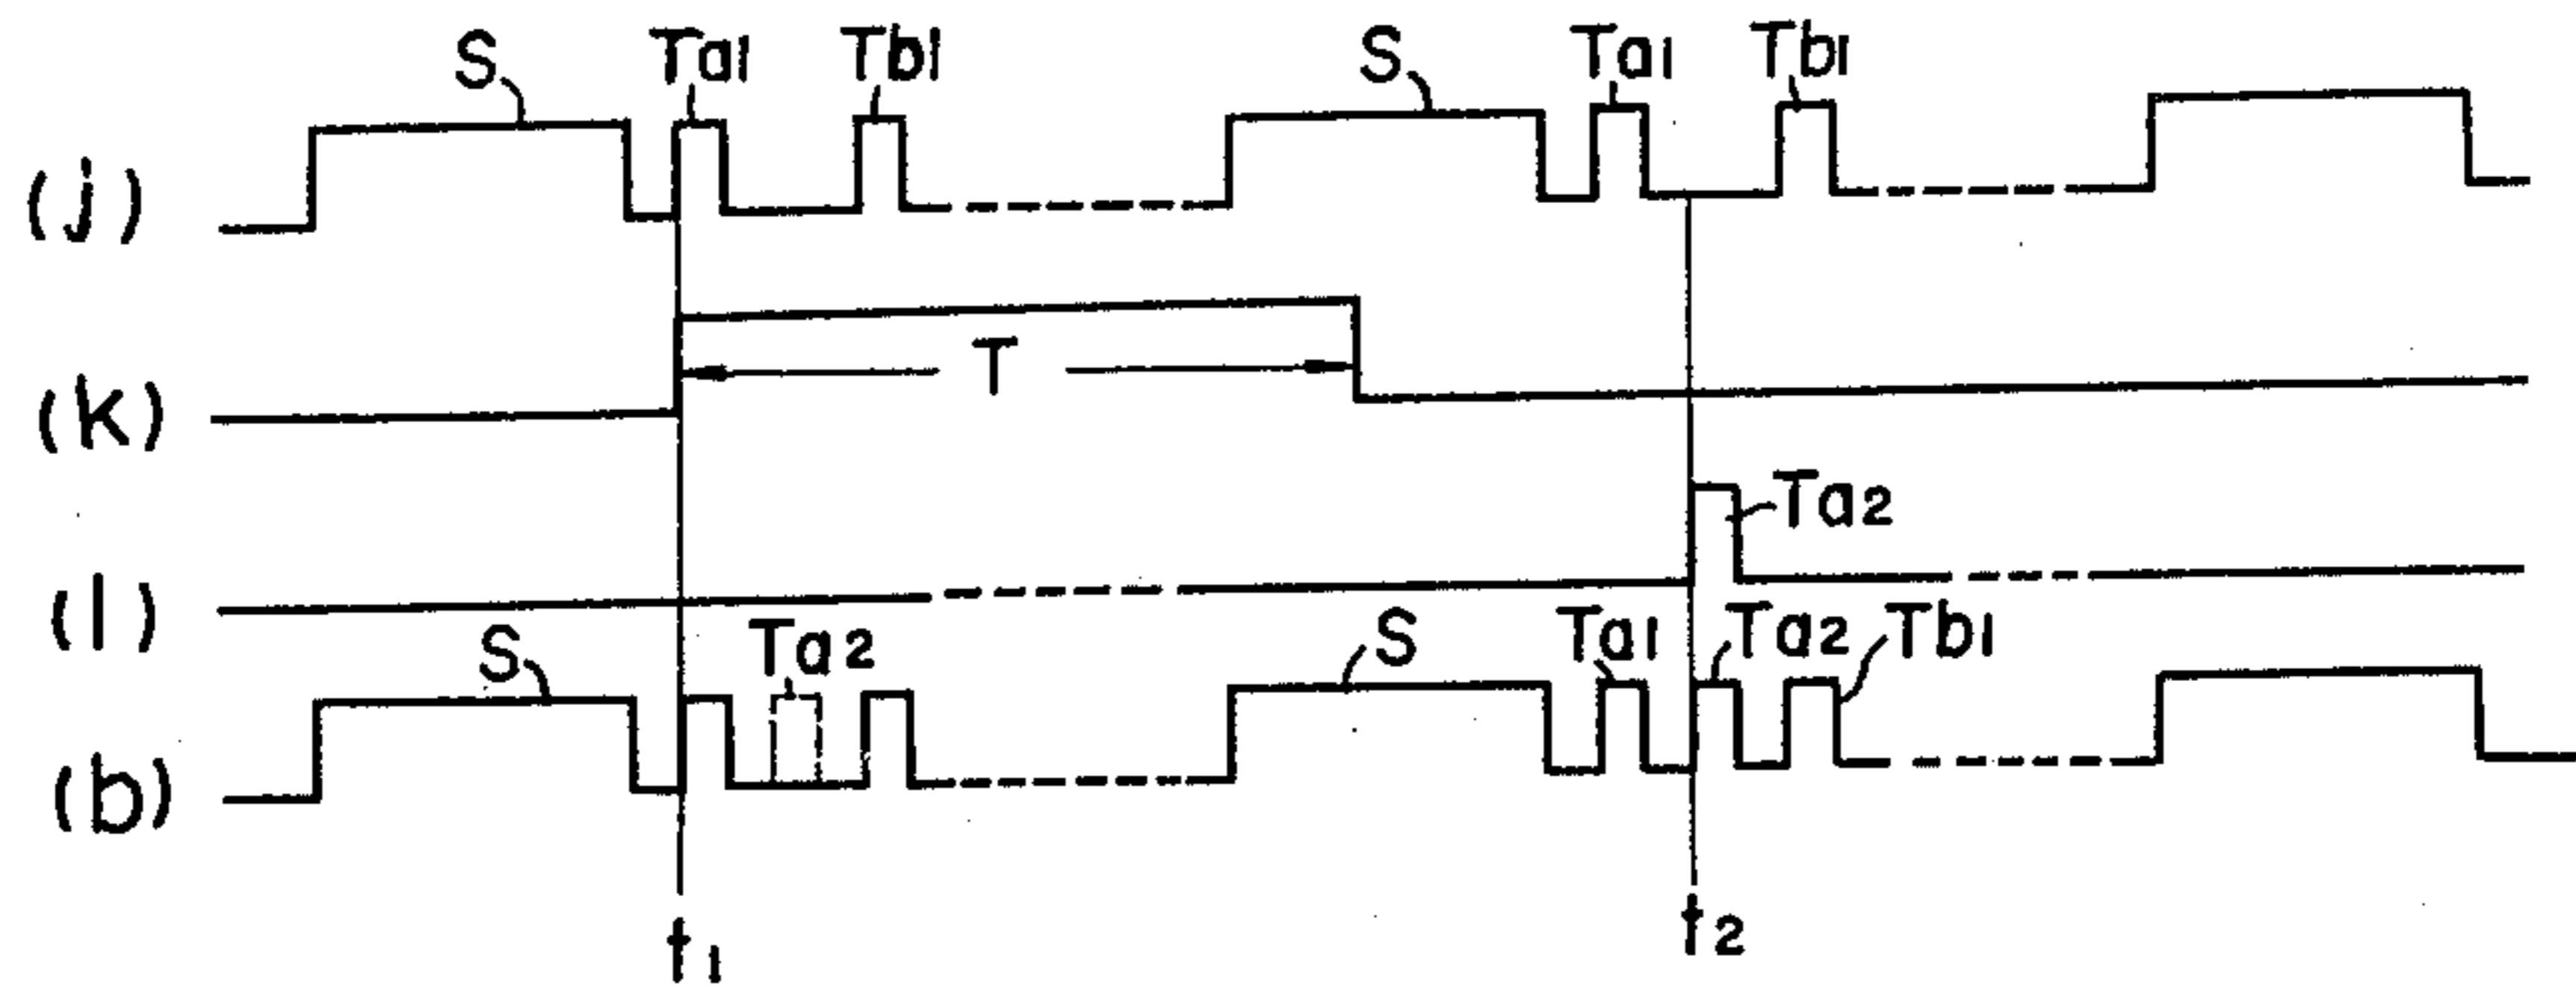 S Ta1 Tb1 S Ta1 Tb1
(j)
(k) T
(l) Ta2
S Ta2 S Ta1 Ta2 Tb1
(b)
t1 t2